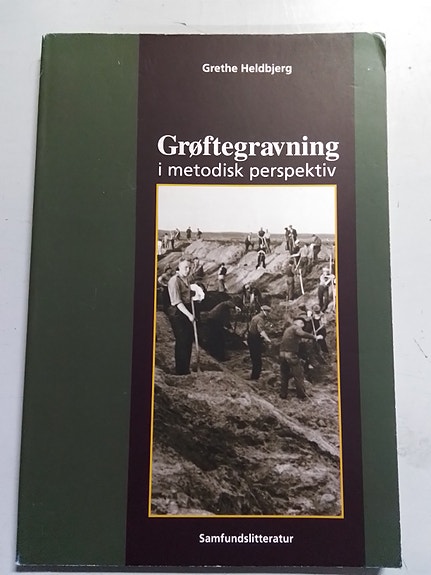 Grethe Heldbjerg
Grøftegravning
i metodisk perspektiv
Samfundslitteratur